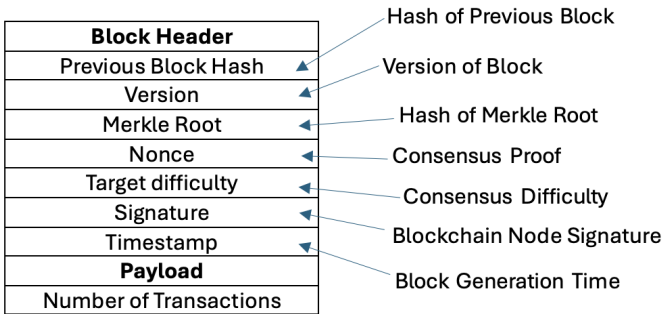 Hash of Previous Block
Block Header
Previous Block Hash
Version of Block
Version
Hash of Merkle Root
Merkle Root
Nonce
Consensus Proof
Target difficulty
Consensus Difficulty
Signature
Blockchain Node Signature
Timestamp
Block Generation Time
Payload
Number of Transactions